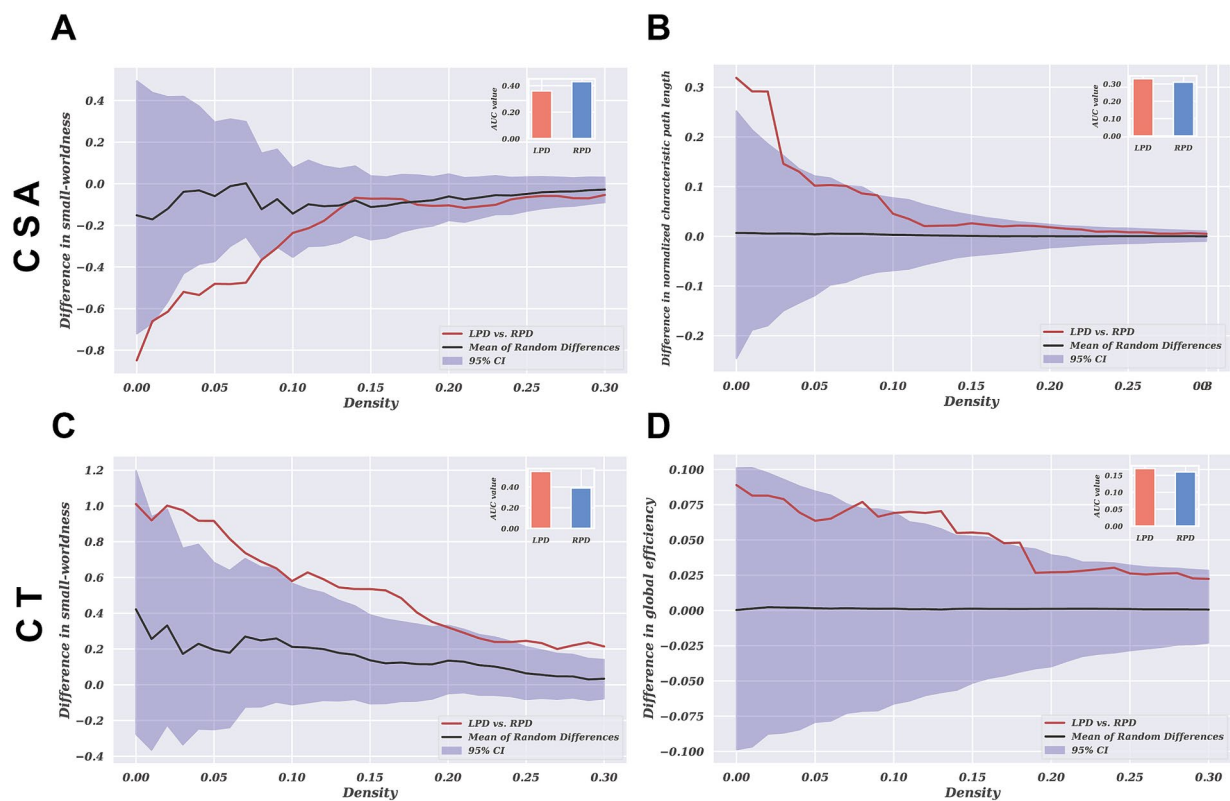 A
Difference in small-worldness
0.4
0.2
0.0
−0.2
−0.4
−0.6
−0.8
0.00 0.05 0.10 0.15 0.20 0.25 0.30
Density
AUC value
0.40
0.20
0.00
LPD RPD
LPD vs. RPD
Mean of Random Differences
95% CI
B
Difference in normalized characteristic path length
0.3
0.2
0.1
0.0
−0.1
−0.2
0.00 0.05 0.10 0.15 0.20 0.25
Density
AUC value
0.30
0.20
0.10
0.00
LPD RPD
LPD vs. RPD
Mean of Random Differences
95% CI
CSA
C
Difference in small-worldness
1.2
1.0
0.8
0.6
0.4
0.2
0.0
−0.2
−0.4
0.00 0.05 0.10 0.15 0.20 0.25 0.30
Density
AUC value
0.40
0.20
0.00
LPD RPD
LPD vs. RPD
Mean of Random Differences
95% CI
D
Difference in global efficiency
0.100
0.075
0.050
0.025
0.000
−0.025
−0.050
−0.075
−0.100
0.00 0.05 0.10 0.15 0.20 0.25 0.30
Density
AUC value
0.15
0.10
0.05
0.00
LPD RPD
LPD vs. RPD
Mean of Random Differences
95% CI
CT